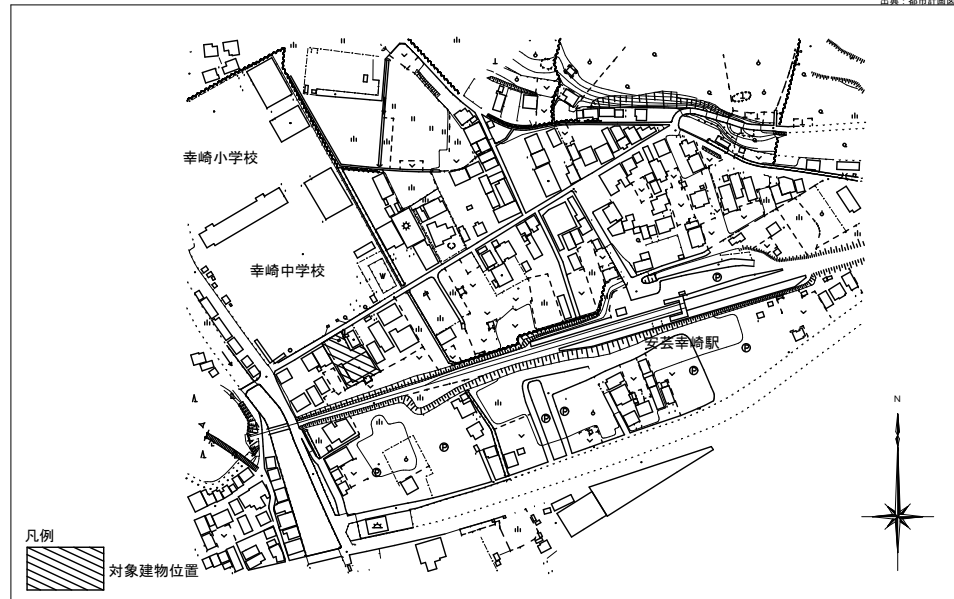 出典：都市計画図
幸崎小学校
幸崎中学校
安芸幸崎駅
N
凡例
対象建物位置